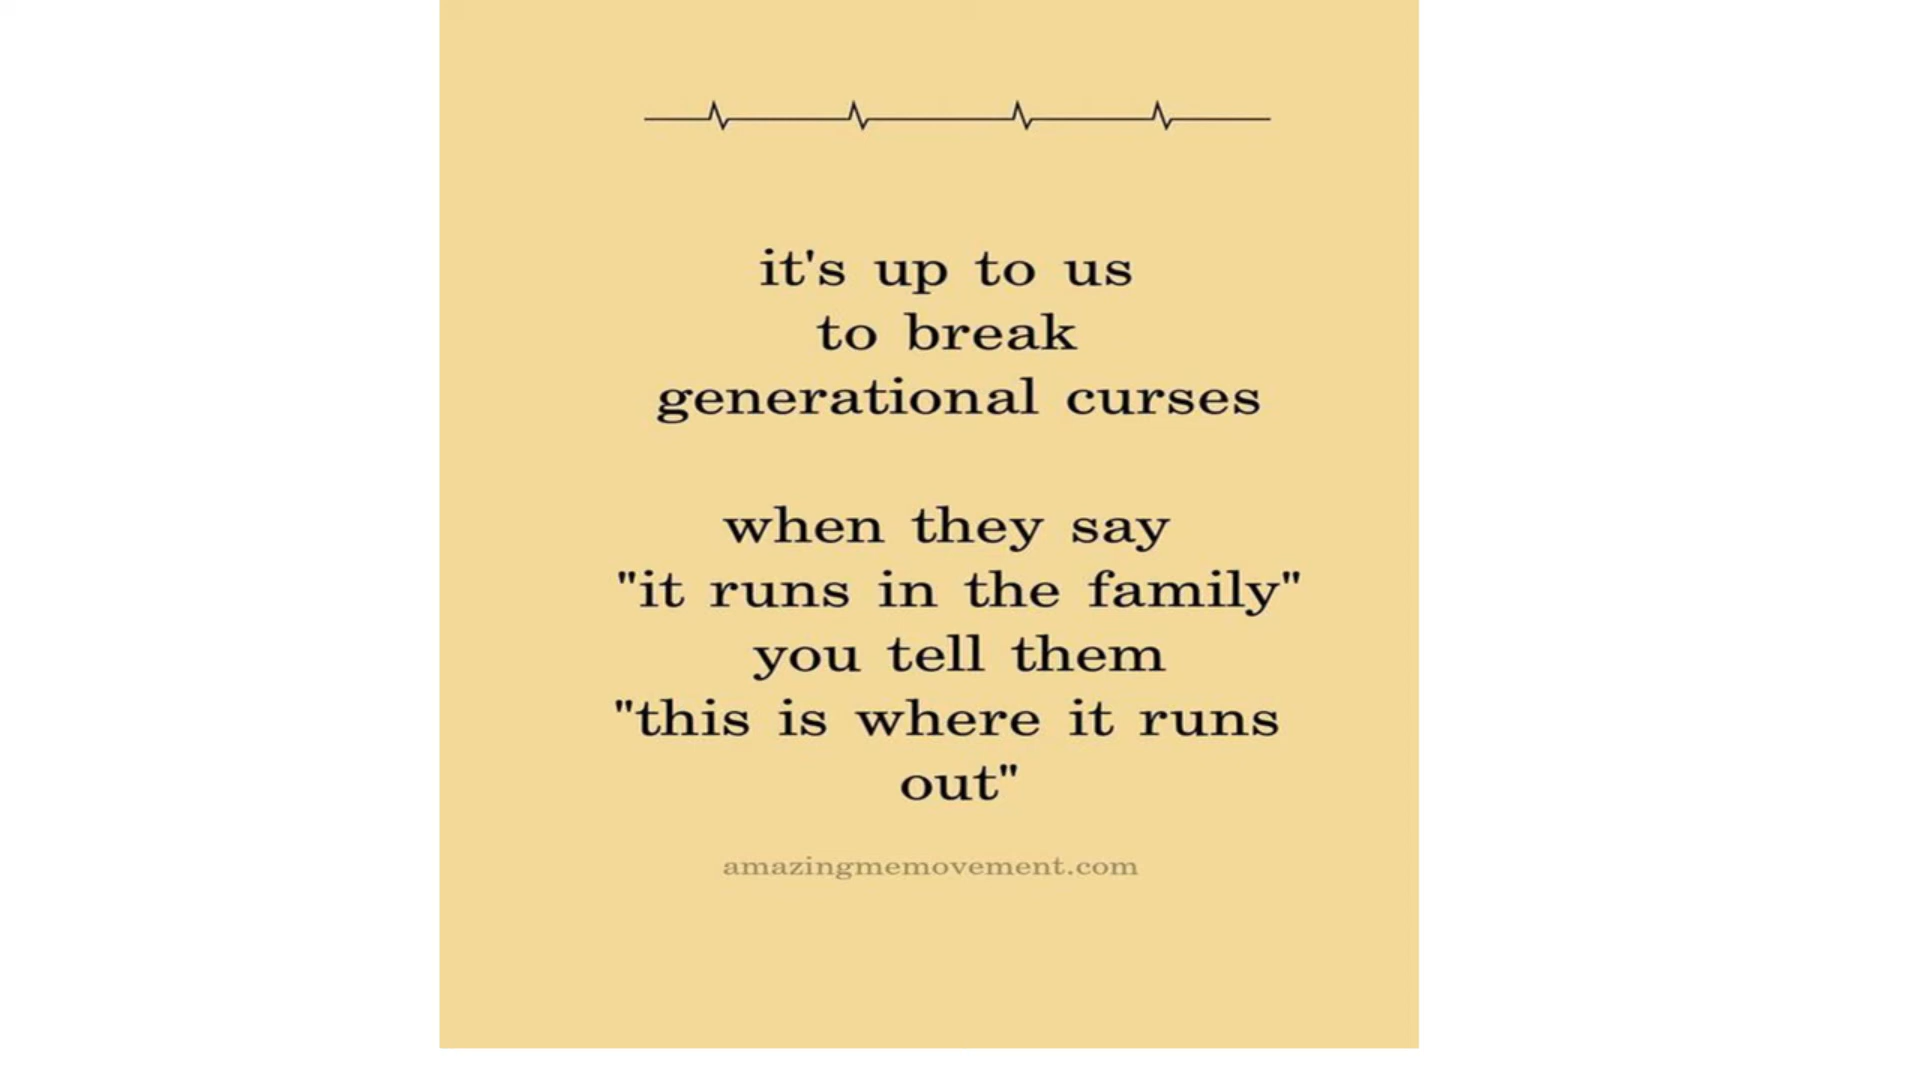 it's up to us
to break
generational curses
when they say
"it runs in the family"
you tell them
"this is where it runs
out"
amazingmemovement.com